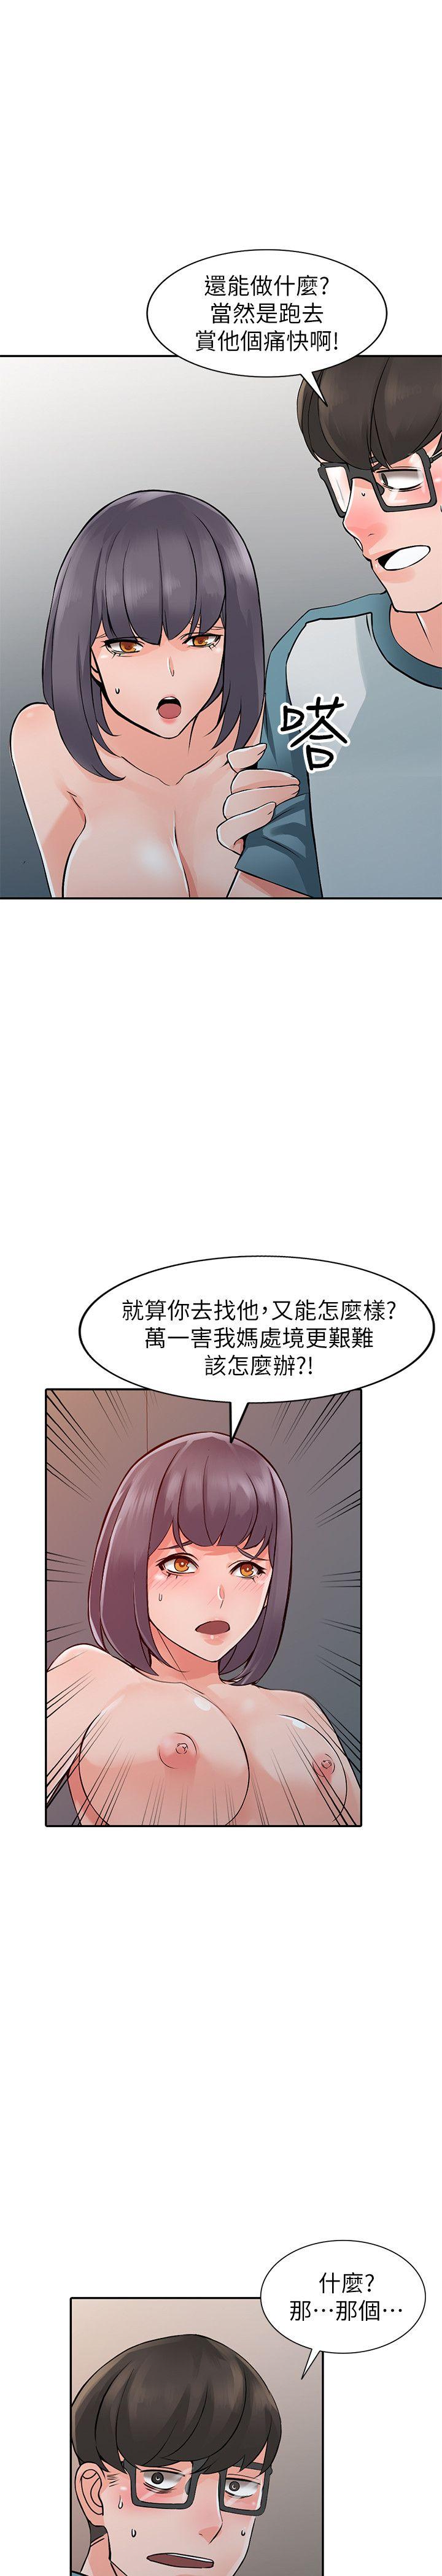 還能做什麼?
當然是跑去
賞他個痛快啊!
嗒
就算你去找他，又能怎麼樣?
萬一害我媽處境更艱難
該怎麼辦?!
什麼?
那…那個…